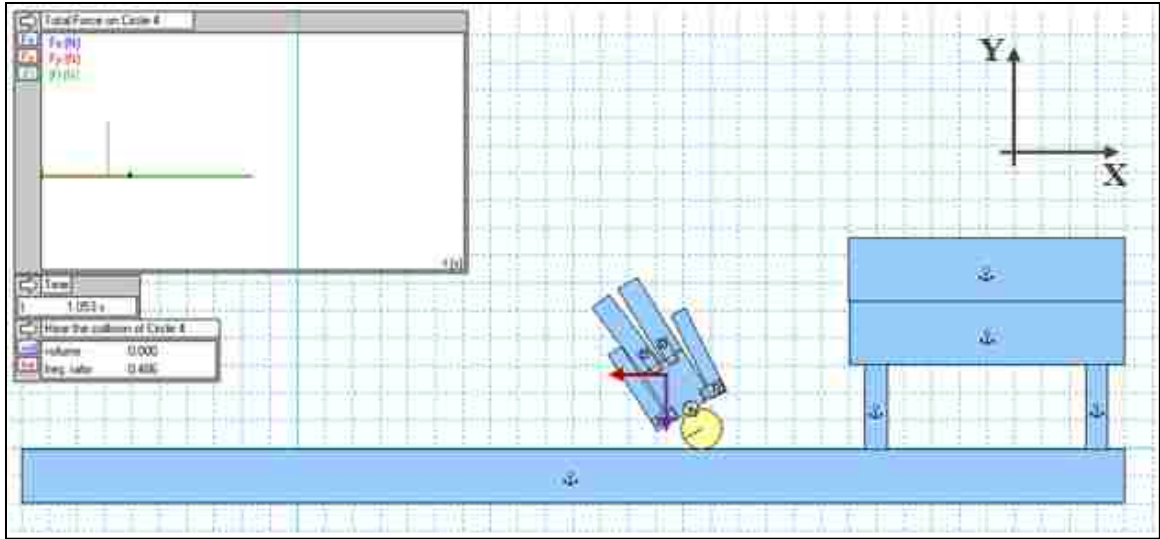 Total Force on Circle 4
Fx (N)
Fy (N)
|F| (N)
t (s)
Time
t 1.053 s
Hear the collision of Circle 4
volume 0.000
freq. ratio 0.486
Y
X